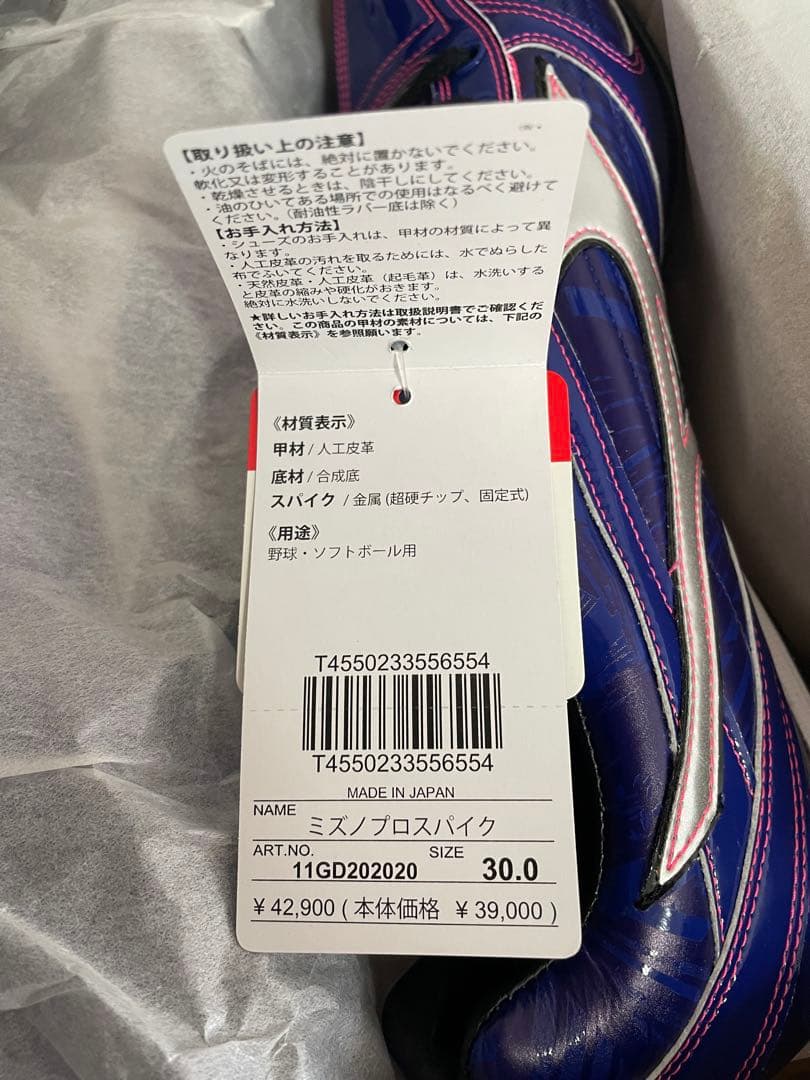 【取り扱い上の注意】
・火のそばには、絶対に置かないでください。
軟化又は変形することがあります。
・乾燥させるときは、陰干しにしてください。
・油のひいてある場所での使用はなるべく避けて
ください。（耐油性ラバー底は除く）
【お手入れ方法】
・シューズのお手入れは、甲材の材質によって異
なります。
・人工皮革の汚れを取るためには、水でぬらした
布でふいてください。
・天然皮革・人工皮革（起毛革）は、水洗いする
と皮革の縮みや硬化がおきます。
絶対に水洗いしないでください。
★詳しいお手入れ方法は取扱説明書でご確認くだ
さい。この商品の甲材の素材については、下記の
《材質表示》を参照願います。
《材質表示》
甲材 / 人工皮革
底材 / 合成底
スパイク / 金属 (超硬チップ、固定式)
《用途》
野球・ソフトボール用
T4550233556554
T4550233556554
MADE IN JAPAN
NAME ミズノプロスパイク
ART.NO. 11GD202020 SIZE 30.0
¥ 42,900 ( 本体価格 ¥ 39,000 )